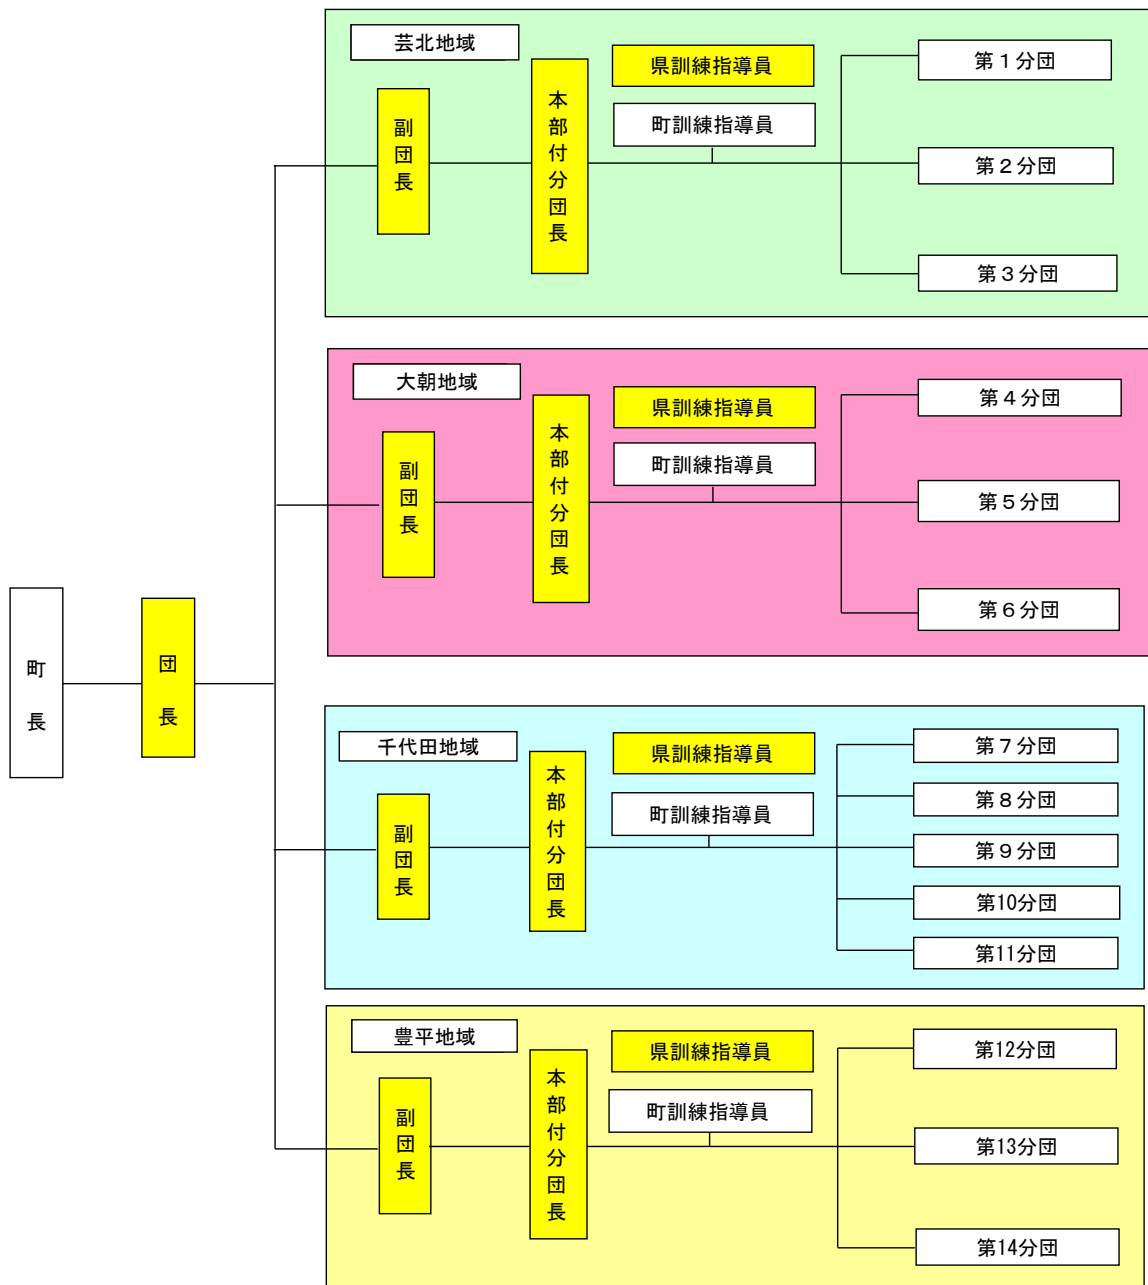 町長
団長
芸北地域
副団長
本部付分団長
県訓練指導員
町訓練指導員
第１分団
第２分団
第３分団
大朝地域
副団長
本部付分団長
県訓練指導員
町訓練指導員
第４分団
第５分団
第６分団
千代田地域
副団長
本部付分団長
県訓練指導員
町訓練指導員
第７分団
第８分団
第９分団
第10分団
第11分団
豊平地域
副団長
本部付分団長
県訓練指導員
町訓練指導員
第12分団
第13分団
第14分団